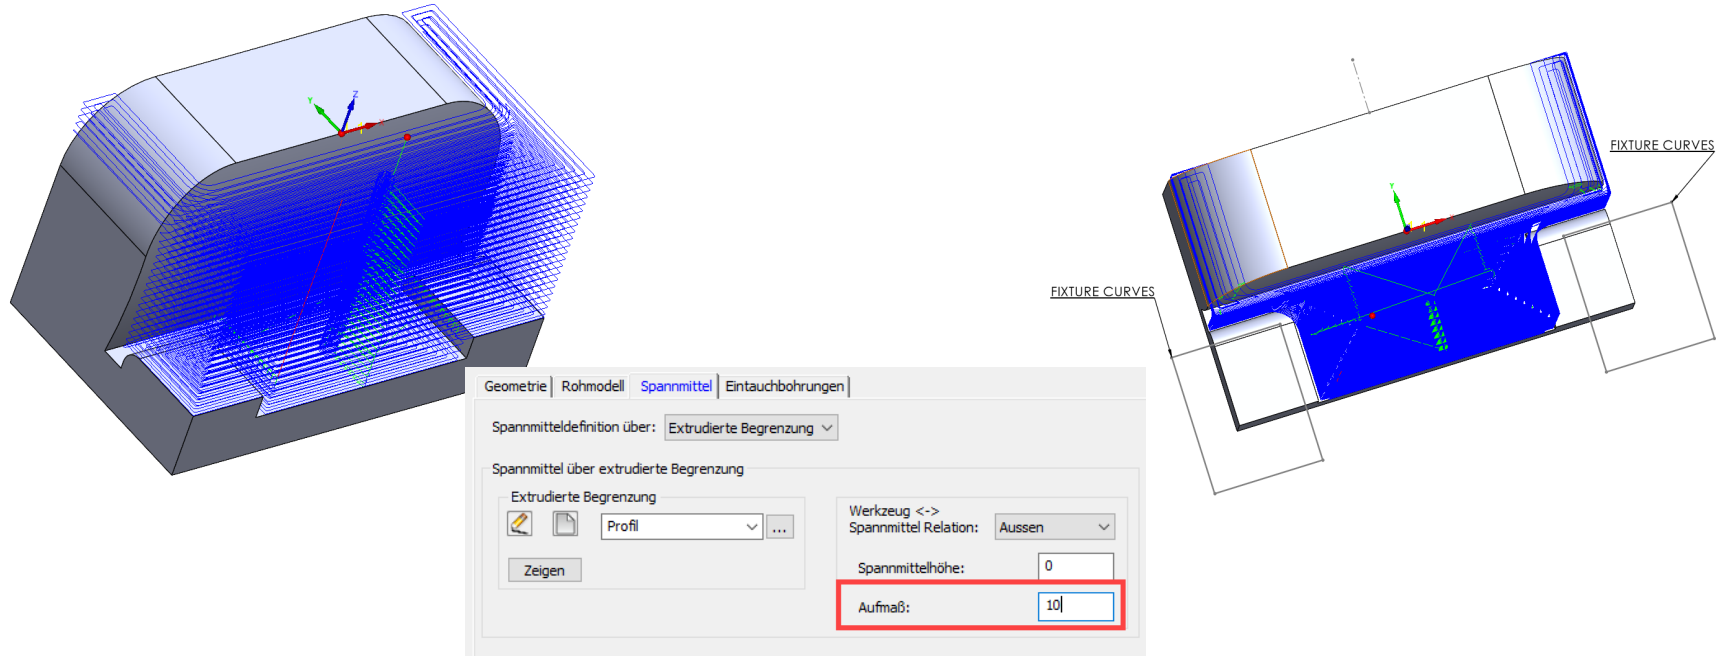 Y
Z
FIXTURE CURVES
Y
FIXTURE CURVES
Geometrie Rohmodell Spannmittel Eintauchbohrungen
Spannmitteldefinition über: Extrudierte Begrenzung
Spannmittel über extrudierte Begrenzung
Extrudierte Begrenzung
Profil
...
Zeigen
Werkzeug <->
Spannmittel Relation: Aussen
Spannmittelhöhe: 0
Aufmaß: 10